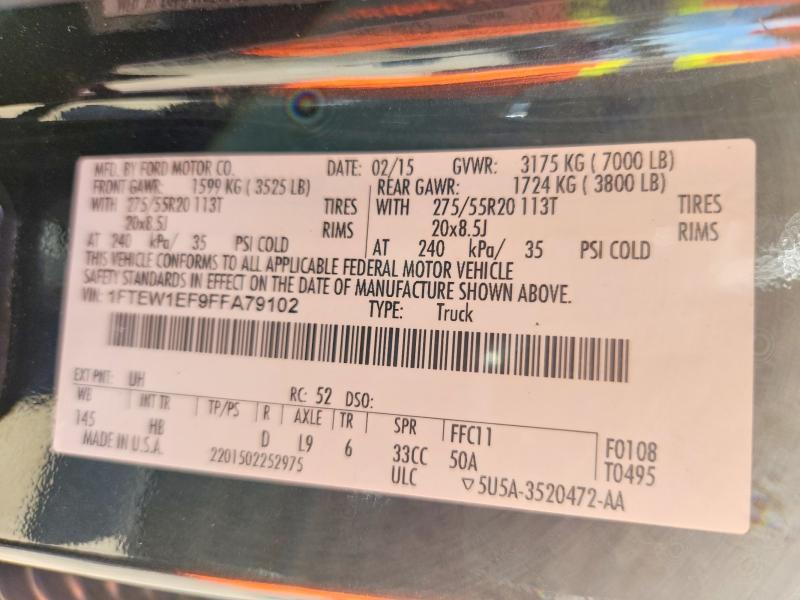 MFD. BY FORD MOTOR CO. DATE: 02/15 GVWR: 3175 KG ( 7000 LB)
FRONT GAWR: 1599 KG ( 3525 LB) REAR GAWR: 1724 KG ( 3800 LB)
WITH 275/55R20 113T TIRES WITH 275/55R20 113T TIRES
20x8.5J RIMS 20x8.5J RIMS
AT 240 kPa/ 35 PSI COLD AT 240 kPa/ 35 PSI COLD
THIS VEHICLE CONFORMS TO ALL APPLICABLE FEDERAL MOTOR VEHICLE
SAFETY STANDARDS IN EFFECT ON THE DATE OF MANUFACTURE SHOWN ABOVE.
VIN: 1FTEW1EF9FFA79102 TYPE: Truck
EXT PNT: UH RC: 52 DSO:
WB INT TR TP/PS R AXLE TR SPR FFC11 F0108
145 HB D L9 6 33CC 50A T0495
MADE IN U.S.A. 2201502252975 ULC ▽5U5A-3520472-AA